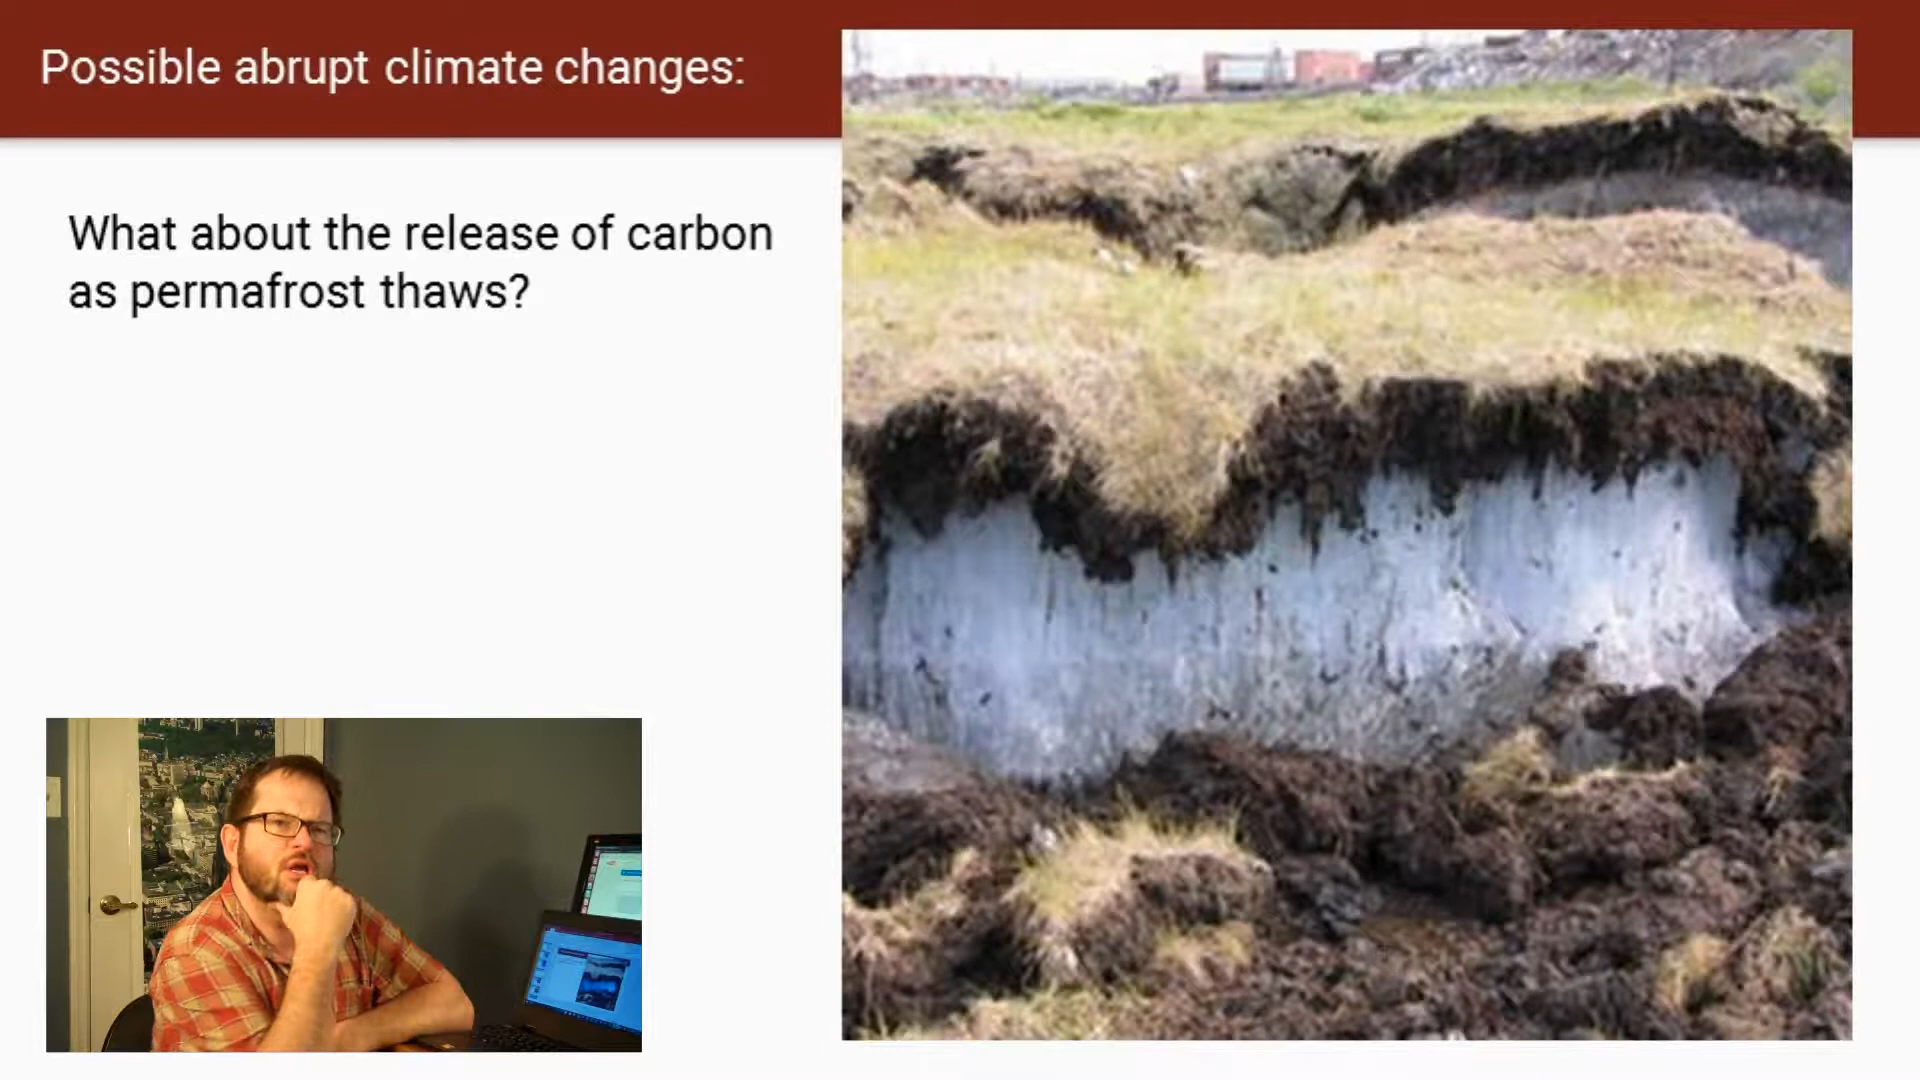 Possible abrupt climate changes:
What about the release of carbon
as permafrost thaws?